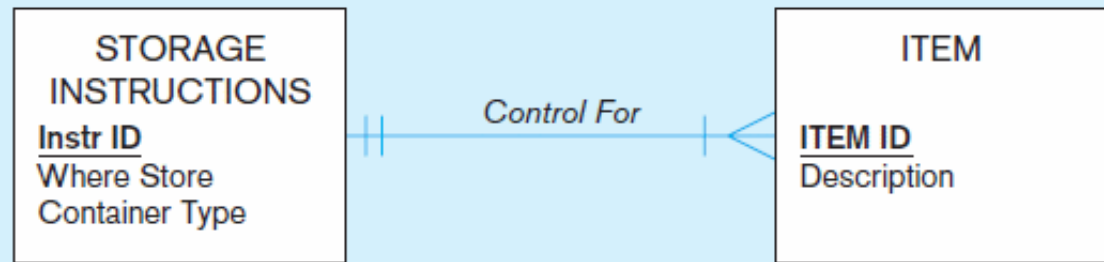 STORAGE
INSTRUCTIONS
Instr ID
Where Store
Container Type
Control For
ITEM
ITEM ID
Description